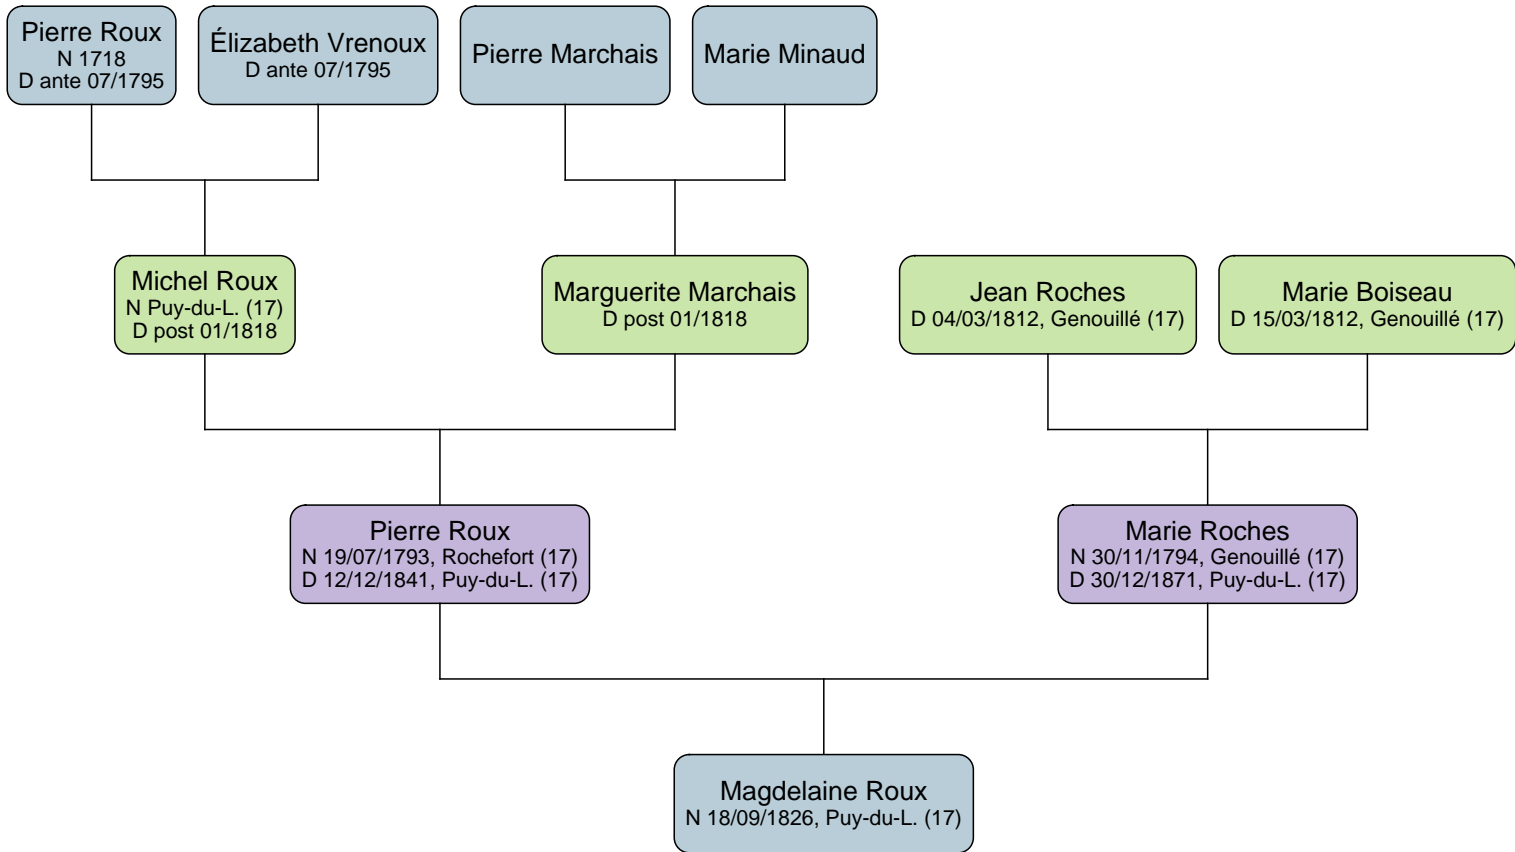 Pierre Roux
N 1718
D ante 07/1795
Élizabeth Vrenoux
D ante 07/1795
Pierre Marchais
Marie Minaud
Michel Roux
N Puy-du-L. (17)
D post 01/1818
Marguerite Marchais
D post 01/1818
Jean Roches
D 04/03/1812, Genouillé (17)
Marie Boiseau
D 15/03/1812, Genouillé (17)
Pierre Roux
N 19/07/1793, Rochefort (17)
D 12/12/1841, Puy-du-L. (17)
Marie Roches
N 30/11/1794, Genouillé (17)
D 30/12/1871, Puy-du-L. (17)
Magdelaine Roux
N 18/09/1826, Puy-du-L. (17)